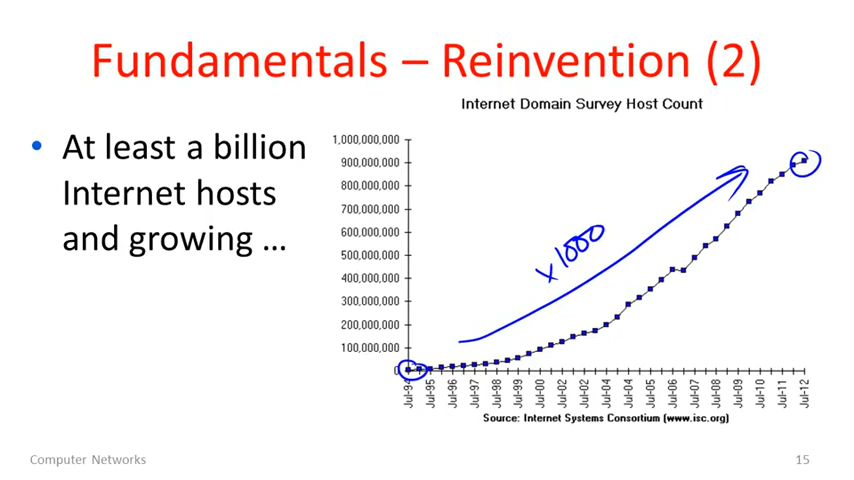 Fundamentals – Reinvention (2)
Internet Domain Survey Host Count
• At least a billion
Internet hosts
and growing ...
1,000,000,000
900,000,000
800,000,000
700,000,000
600,000,000
500,000,000
400,000,000
300,000,000
200,000,000
100,000,000
0
x1000
Jul-94
Jul-95
Jul-96
Jul-97
Jul-98
Jul-99
Jul-00
Jul-02
Jul-02
Jul-03
Jul-04
Jul-05
Jul-06
Jul-07
Jul-08
Jul-09
Jul-10
Jul-11
Jul-12
Source: Internet Systems Consortium (www.isc.org)
Computer Networks
15